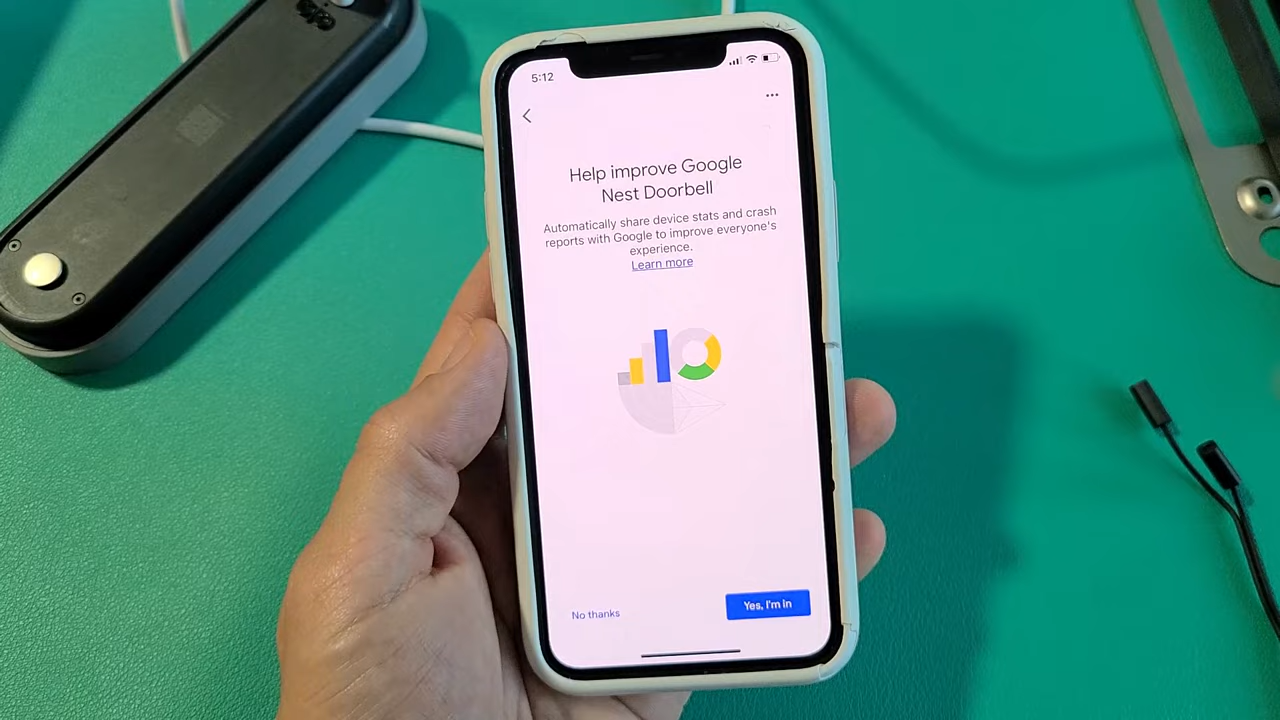 5:12
Help improve Google
Nest Doorbell
Automatically share device stats and crash
reports with Google to improve everyone's
experience.
Learn more
No thanks
Yes, I'm in